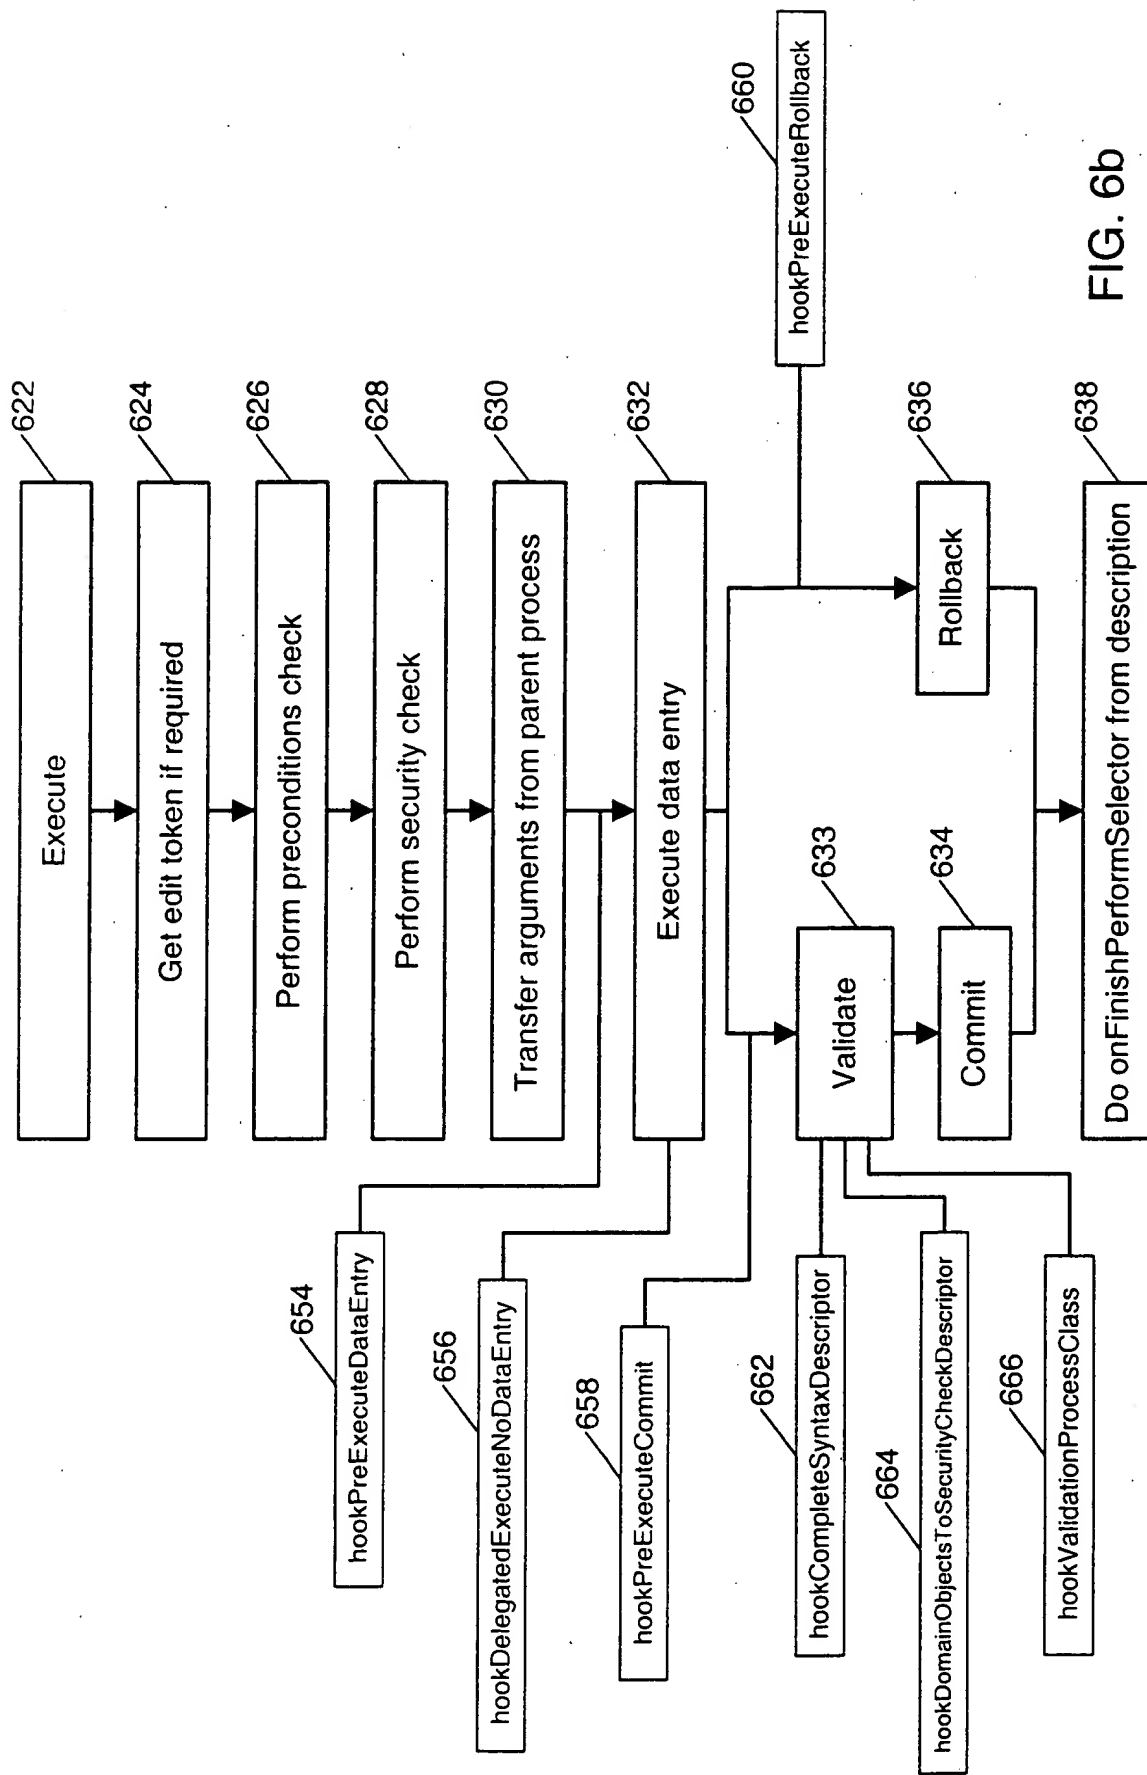 622
Execute
624
Get edit token if required
626
Perform preconditions check
628
Perform security check
630
Transfer arguments from parent process
654
hookPreExecuteDataEntry
632
Execute data entry
656
hookDelegatedExecuteNoDataEntry
658
hookPreExecuteCommit
660
hookPreExecuteRollback
633
Validate
662
hookCompleteSyntaxDescriptor
664
hookDomainObjectsToSecurityCheckDescriptor
666
hookValidationProcessClass
634
Commit
636
Rollback
638
Do onFinishPerformSelector from description
FIG. 6b